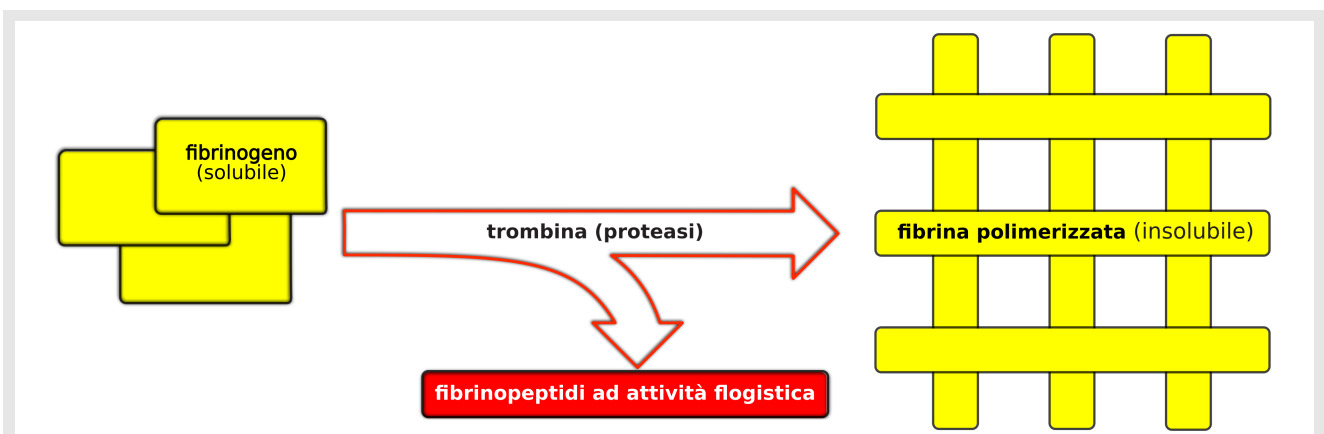 fibrinogeno
(solubile)
trombina (proteasi)
fibrina polimerizzata (insolubile)
fibrinopeptidi ad attività flogistica